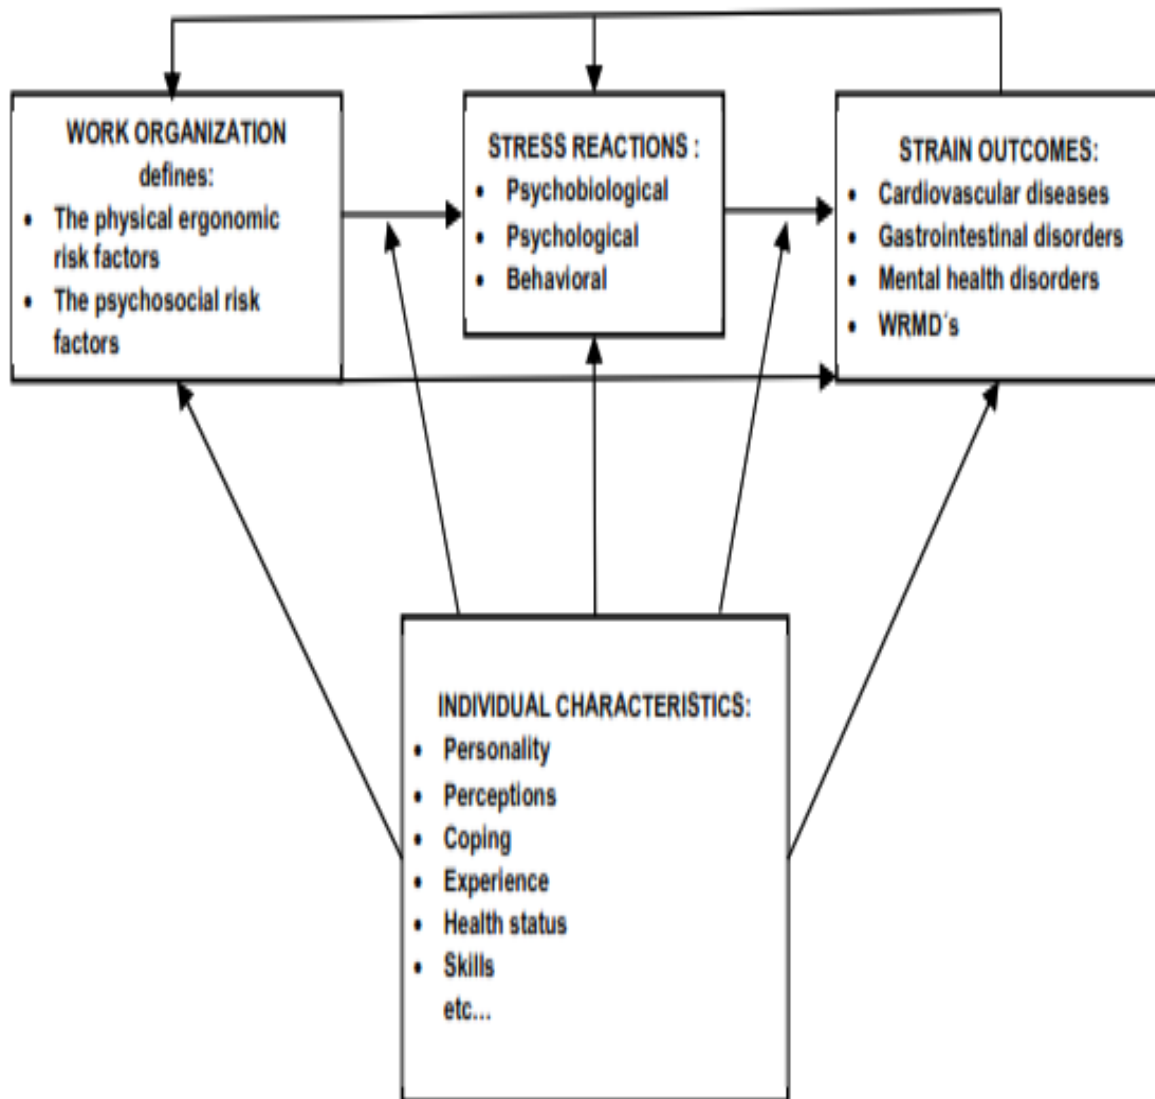 WORK ORGANIZATION
defines:
• The physical ergonomic
risk factors
• The psychosocial risk
factors
STRESS REACTIONS :
• Psychobiological
• Psychological
• Behavioral
STRAIN OUTCOMES:
• Cardiovascular diseases
• Gastrointestinal disorders
• Mental health disorders
• WRMD´s
INDIVIDUAL CHARACTERISTICS:
• Personality
• Perceptions
• Coping
• Experience
• Health status
• Skills
etc...